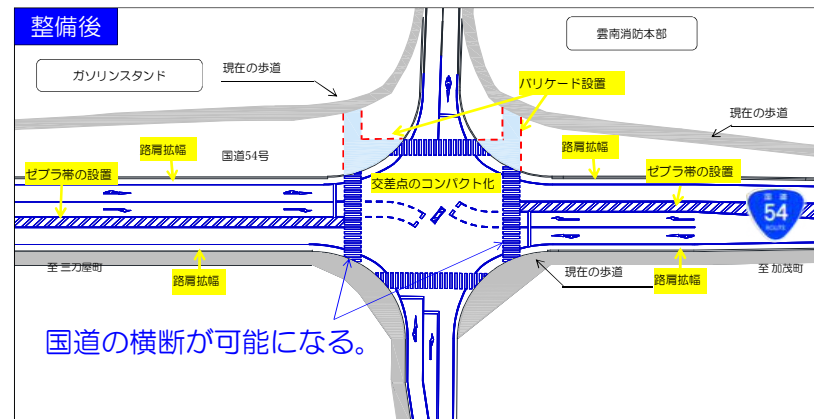 整備後
雲南消防本部
ガソリンスタンド
現在の歩道
バリケード設置
現在の歩道
路肩拡幅
国道54号
路肩拡幅
ゼブラ帯の設置
交差点のコンパクト化
ゼブラ帯の設置
国道
54
ROUTE
至 三刀屋町
路肩拡幅
現在の歩道
路肩拡幅
至 加茂町
国道の横断が可能になる。